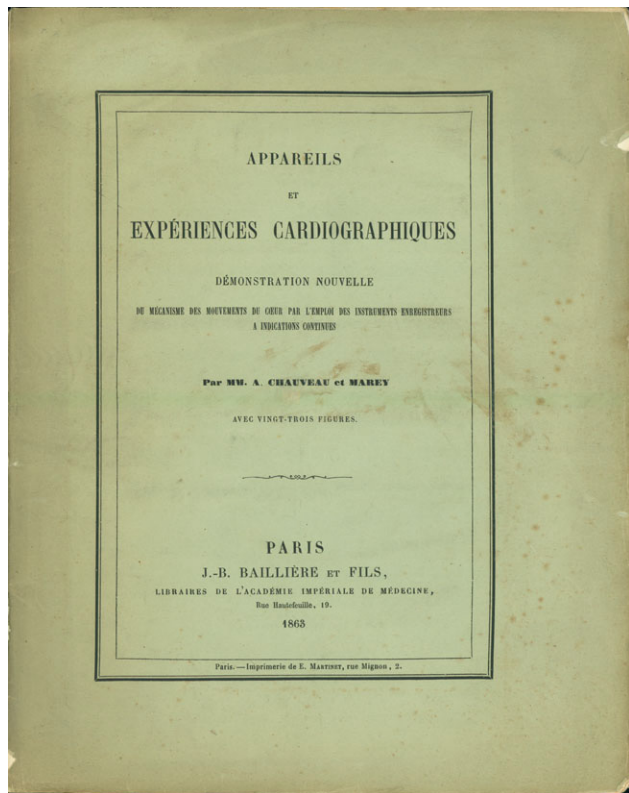 APPAREILS
ET
EXPÉRIENCES CARDIOGRAPHIQUES
DÉMONSTRATION NOUVELLE
DU MÉCANISME DES MOUVEMENTS DU CŒUR PAR L'EMPLOI DES INSTRUMENTS ENREGISTREURS
A INDICATIONS CONTINUES
Par MM. A. CHAUVEAU et MAREY
AVEC VINGT-TROIS FIGURES.
PARIS
J.-B. BAILLIÈRE ET FILS,
LIBRAIRES DE L'ACADÉMIE IMPÉRIALE DE MÉDECINE,
Rue Hautefeuille, 19.
1863
Paris.—Imprimerie de E. MARTINET, rue Mignon, 2.